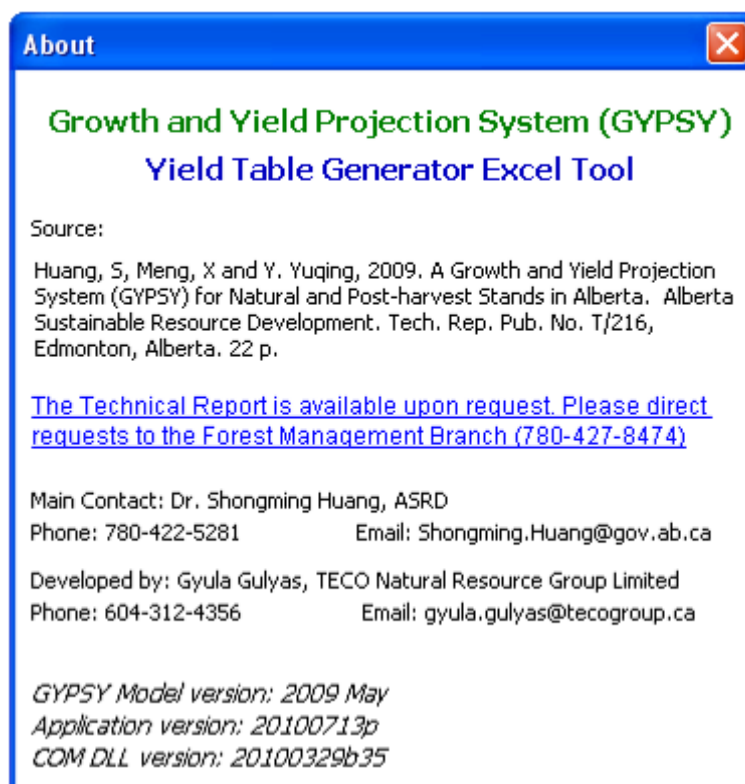 About
Growth and Yield Projection System (GYPSY)
Yield Table Generator Excel Tool
Source:
Huang, S, Meng, X and Y. Yuqing, 2009. A Growth and Yield Projection
System (GYPSY) for Natural and Post-harvest Stands in Alberta. Alberta
Sustainable Resource Development. Tech. Rep. Pub. No. T/216,
Edmonton, Alberta. 22 p.
The Technical Report is available upon request. Please direct
requests to the Forest Management Branch (780-427-8474)
Main Contact: Dr. Shongming Huang, ASRD
Phone: 780-422-5281 Email: Shongming.Huang@gov.ab.ca
Developed by: Gyula Gulyas, TECO Natural Resource Group Limited
Phone: 604-312-4356 Email: gyula.gulyas@tecogroup.ca
GYPSY Model version: 2009 May
Application version: 20100713p
COM DLL version: 20100329b35